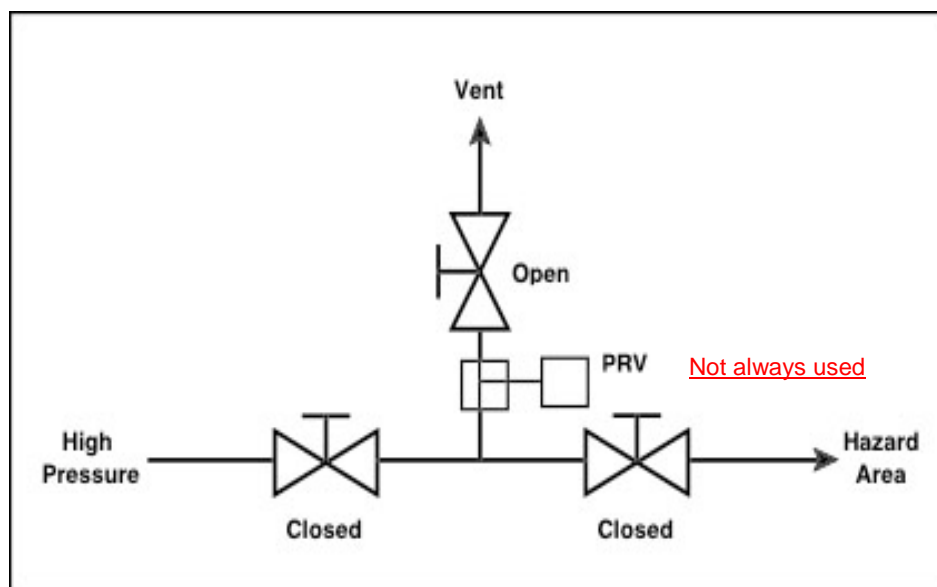 Vent
Open
PRV
Not always used
High
Pressure
Hazard
Area
Closed
Closed